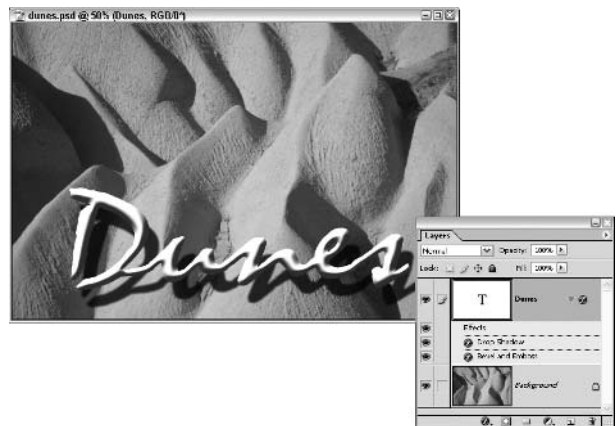 dunes.psd @ 50% (Dunes, RGB/8*)
Dunes
Layers
Normal Opacity: 100%
Lock: Fill: 100%
T Dunes
Effects
Drop Shadow
Bevel and Emboss
Background